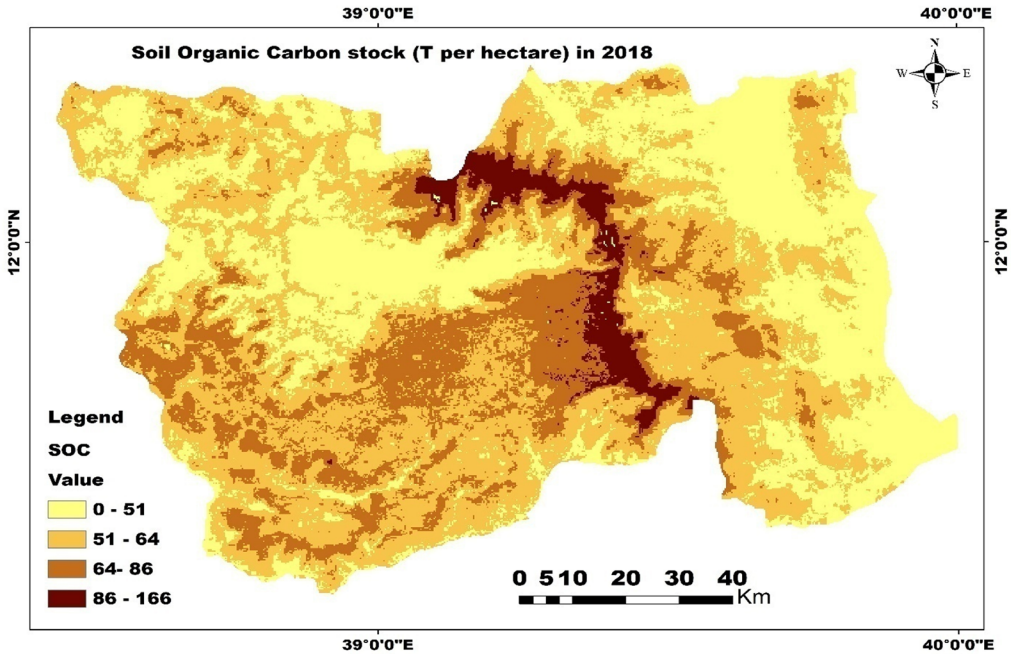 39°0'0"E
40°0'0"E
Soil Organic Carbon stock (T per hectare) in 2018
N
W E
S
12°0'0"N
12°0'0"N
Legend
SOC
Value
0 - 51
51 - 64
64- 86
86 - 166
0 5 10 20 30 40
Km
39°0'0"E
40°0'0"E